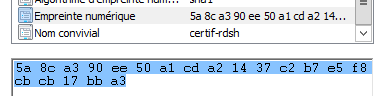 Algorithme d'empreinte num... sha1
Empreinte numérique 5a 8c a3 90 ee 50 a1 cd a2 14...
Nom convivial certif-rdsh
5a 8c a3 90 ee 50 a1 cd a2 14 37 c2 b7 e5 f8
cb cb 17 bb a3